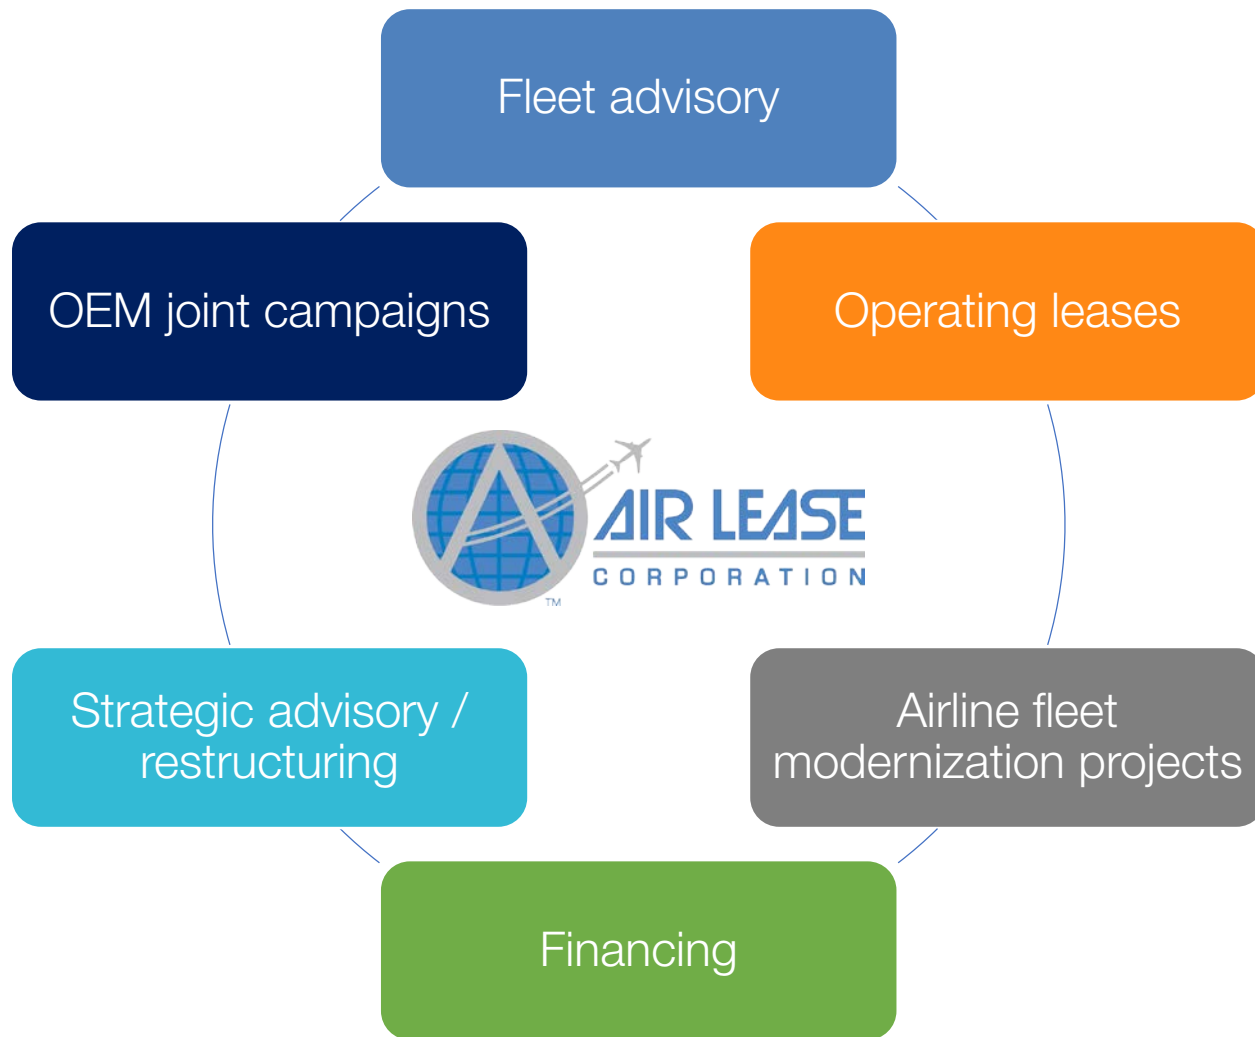 Fleet advisory
OEM joint campaigns
Operating leases
AIR LEASE
CORPORATION
TM
Strategic advisory /
restructuring
Airline fleet
modernization projects
Financing